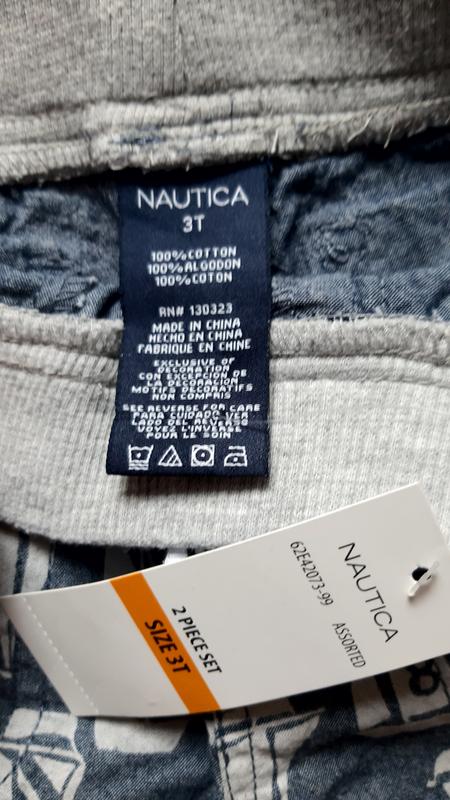 NAUTICA
3T
100%COTTON
100%ALGODON
100%COTON
RN# 130323
MADE IN CHINA
HECHO EN CHINA
FABRIQUE EN CHINE
EXCLUSIVE OF
DECORATION
CON EXCEPCIÓN DE
LA DECORACION
MOTIFS DECORATIFS
NON COMPRIS
SEE REVERSE FOR CARE
PARA CUIDADO VER
LADO DEL REVERSO
VOYEZ L'INVERSE
POUR LE SOIN
NAUTICA
62E42073-99 ASSORTED
2 PIECE SET
SIZE 3T